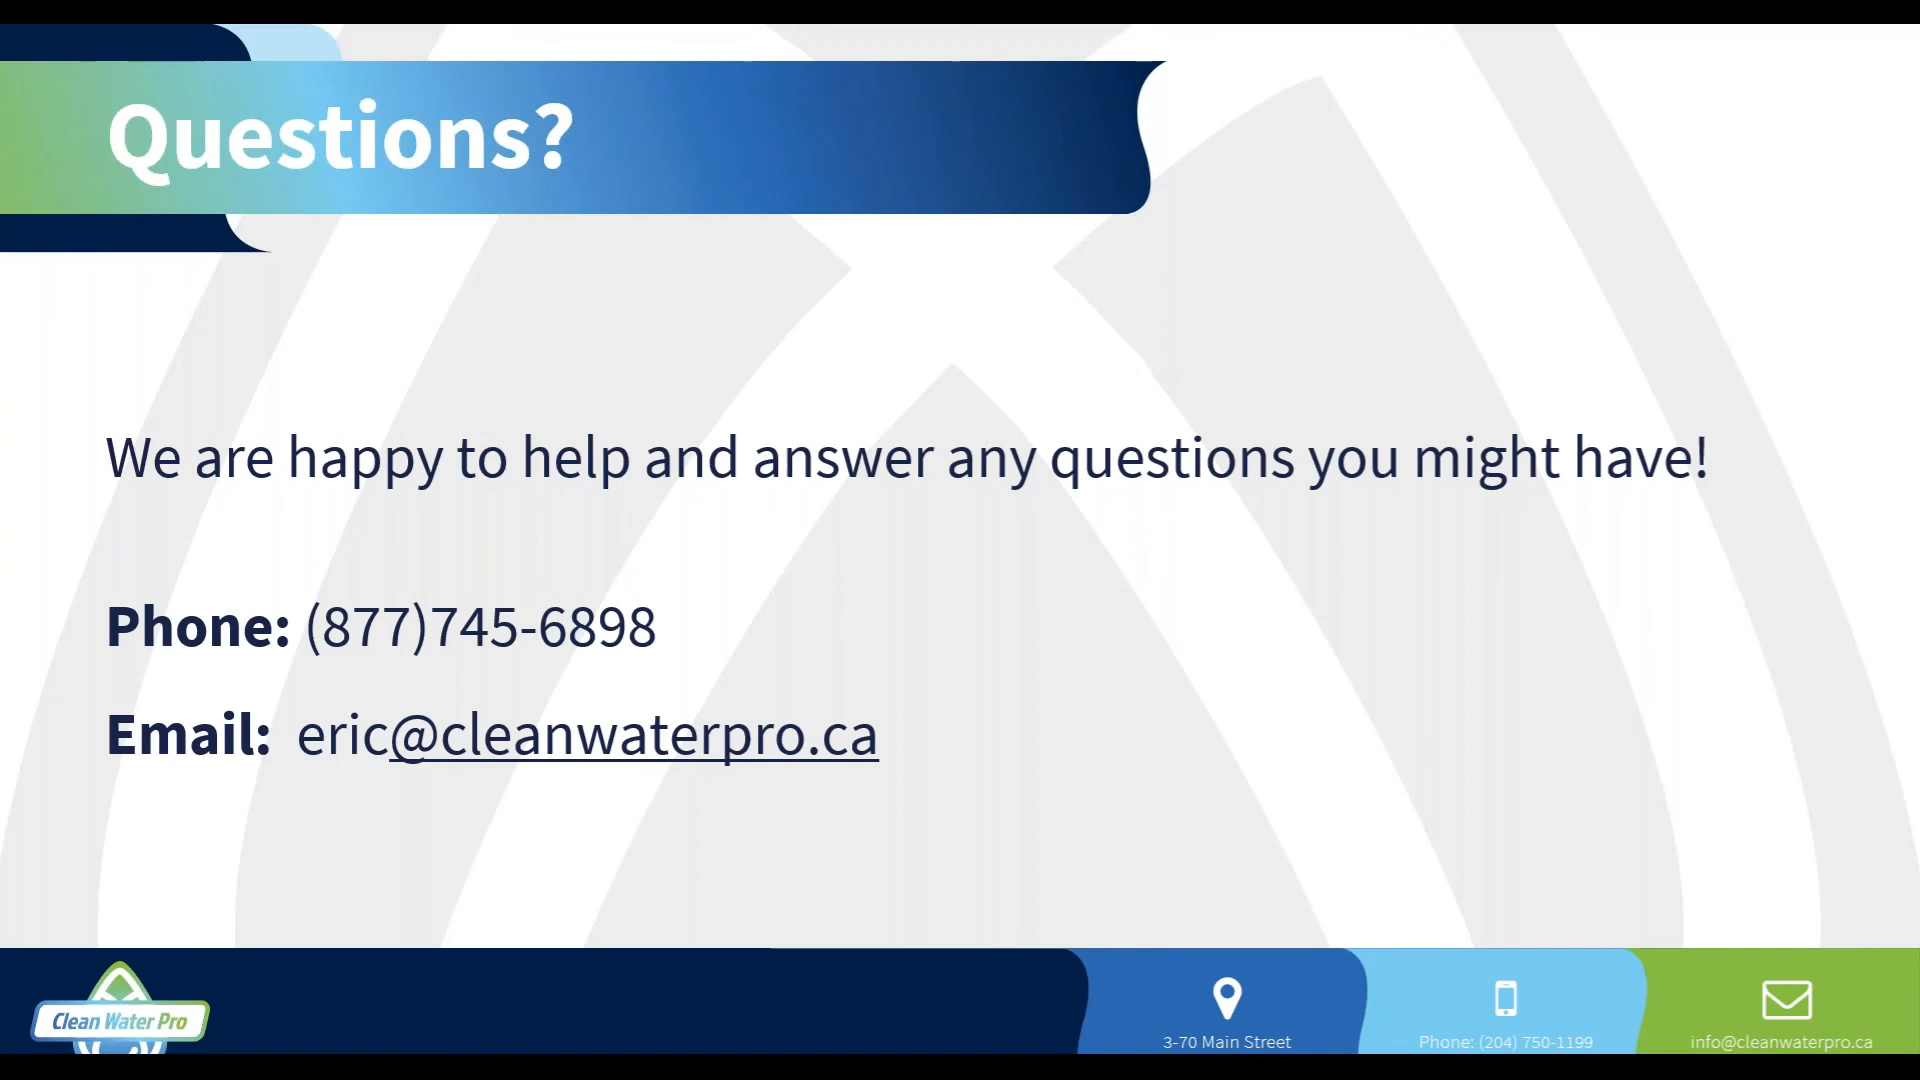 Questions?
We are happy to help and answer any questions you might have!
Phone: (877)745-6898
Email: eric@cleanwaterpro.ca
Clean Water Pro
3-70 Main Street
Phone: (204) 750-1199
info@cleanwaterpro.ca